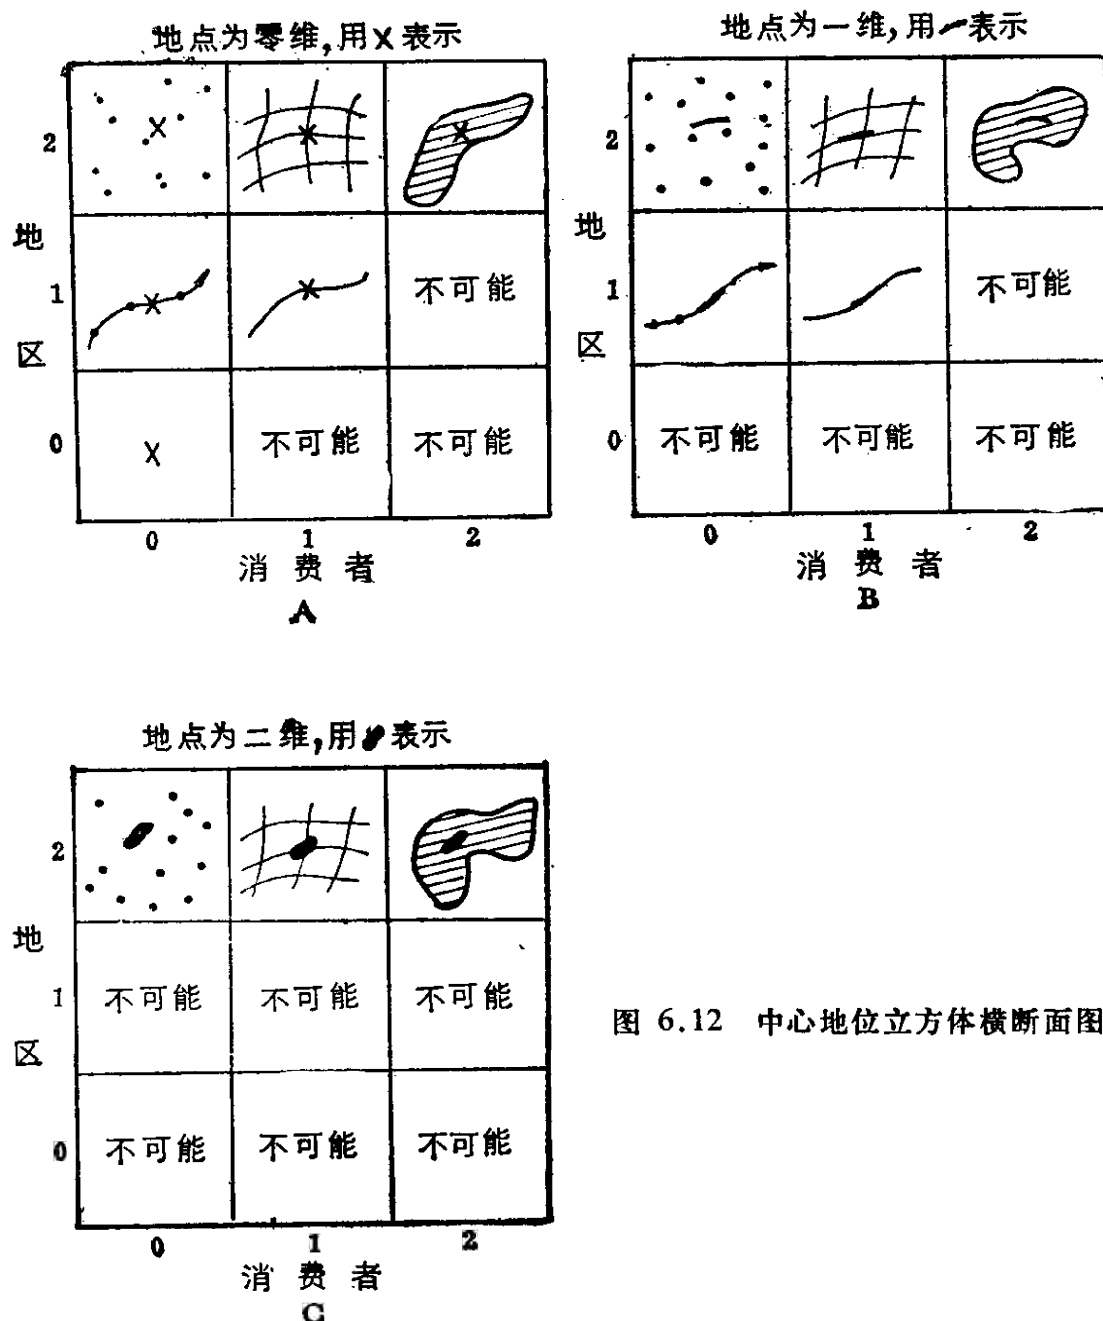 地点为零维,用×表示
2
地
1
不可能
区
0
不可能
不可能
0
1
2
消费者
A
地点为一维,用表示
2
地
1
不可能
区
0
不可能
不可能
不可能
0
1
2
消费者
B
地点为二维,用表示
2
地
1
不可能
不可能
不可能
区
0
不可能
不可能
不可能
0
1
2
消费者
C
图 6.12 中心地位立方体横断面图